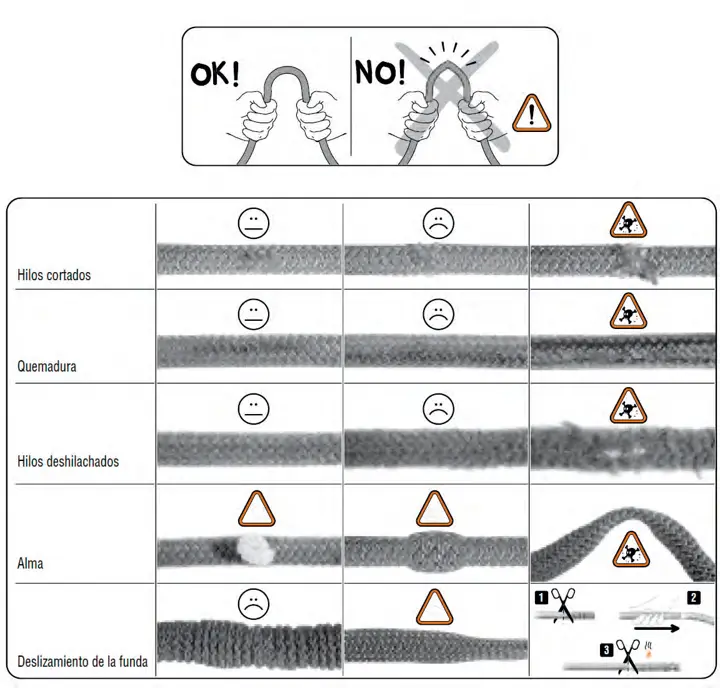 OK!
NO!
!
Hilos cortados
Quemadura
Hilos deshilachados
Alma
Deslizamiento de la funda
1
2
3